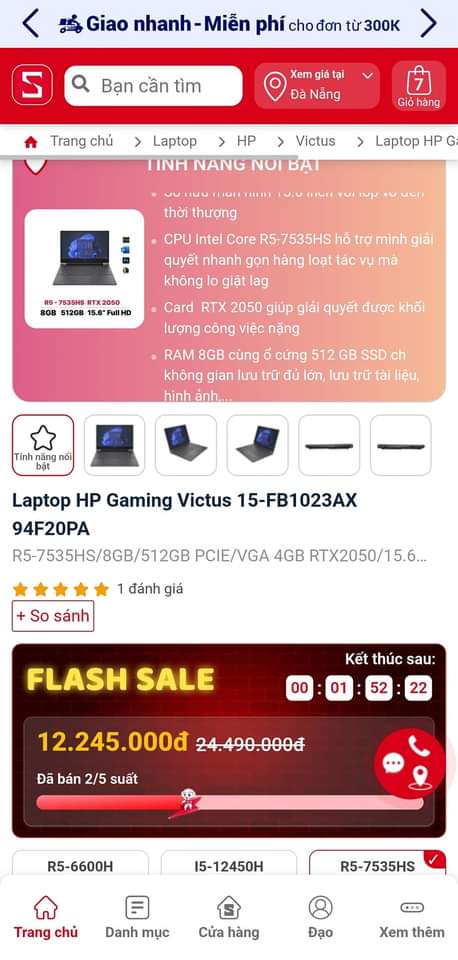 Giao nhanh - Miễn phí cho đơn từ 300K
S
Bạn cần tìm
Xem giá tại
Đà Nẵng
7
Giỏ hàng
Trang chủ > Laptop > HP > Victus > Laptop HP Ga
TÍNH NĂNG NỔI BẬT
thời thượng
CPU Intel Core R5-7535HS hỗ trợ mình giải
quyết nhanh gọn hàng loạt tác vụ mà
không lo giật lag
Card RTX 2050 giúp giải quyết được khối
lượng công việc nặng
RAM 8GB cùng ổ cứng 512 GB SSD ch
không gian lưu trữ đủ lớn, lưu trữ tài liệu,
hình ảnh,...
R5 - 7535HS RTX 2050
8GB 512GB 15.6" Full HD
Tính năng nổi
bật
Laptop HP Gaming Victus 15-FB1023AX
94F20PA
R5-7535HS/8GB/512GB PCIE/VGA 4GB RTX2050/15.6...
1 đánh giá
+ So sánh
FLASH SALE
Kết thúc sau:
00 : 01 : 52 : 22
12.245.000đ 24.490.000đ
Đã bán 2/5 suất
R5-6600H
I5-12450H
R5-7535HS
Trang chủ
Danh mục
Cửa hàng
Đạo
Xem thêm